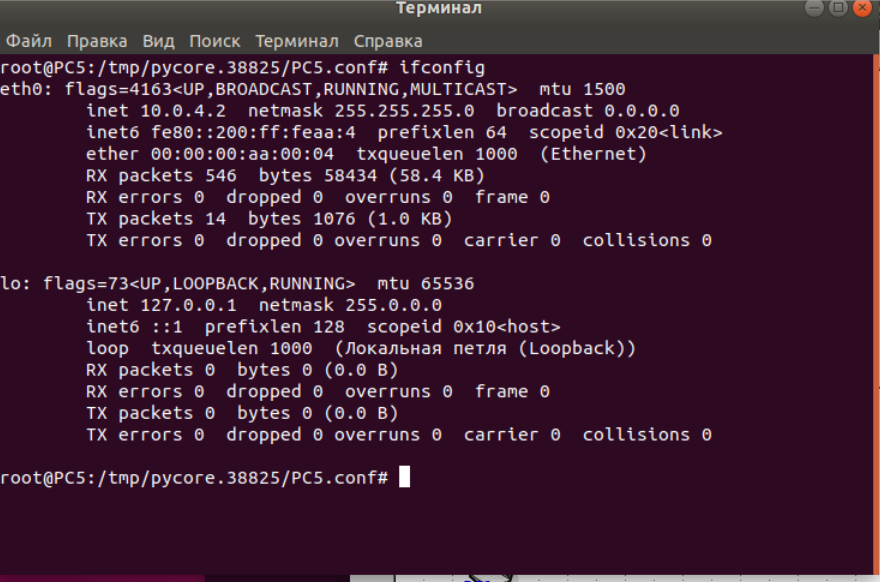 Терминал
Файл Правка Вид Поиск Терминал Справка
root@PC5:/tmp/pycore.38825/PC5.conf# ifconfig
eth0: flags=4163<UP,BROADCAST,RUNNING,MULTICAST>  mtu 1500
        inet 10.0.4.2  netmask 255.255.255.0  broadcast 0.0.0.0
        inet6 fe80::200:ff:feaa:4  prefixlen 64  scopeid 0x20<link>
        ether 00:00:00:aa:00:04  txqueuelen 1000  (Ethernet)
        RX packets 546  bytes 58434 (58.4 KB)
        RX errors 0  dropped 0  overruns 0  frame 0
        TX packets 14  bytes 1076 (1.0 KB)
        TX errors 0  dropped 0 overruns 0  carrier 0  collisions 0
lo: flags=73<UP,LOOPBACK,RUNNING>  mtu 65536
        inet 127.0.0.1  netmask 255.0.0.0
        inet6 ::1  prefixlen 128  scopeid 0x10<host>
        loop  txqueuelen 1000  (Локальная петля (Loopback))
        RX packets 0  bytes 0 (0.0 B)
        RX errors 0  dropped 0  overruns 0  frame 0
        TX packets 0  bytes 0 (0.0 B)
        TX errors 0  dropped 0 overruns 0  carrier 0  collisions 0
root@PC5:/tmp/pycore.38825/PC5.conf#